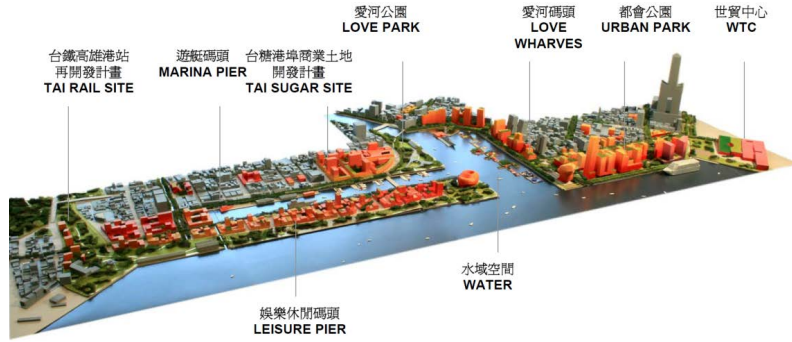 台鐵高雄港站
再開發計畫
TAI RAIL SITE
遊艇碼頭
MARINA PIER
台糖港埠商業土地
開發計畫
TAI SUGAR SITE
愛河公園
LOVE PARK
愛河碼頭
LOVE
WHARVES
都會公園
URBAN PARK
世貿中心
WTC
水域空間
WATER
娛樂休閒碼頭
LEISURE PIER